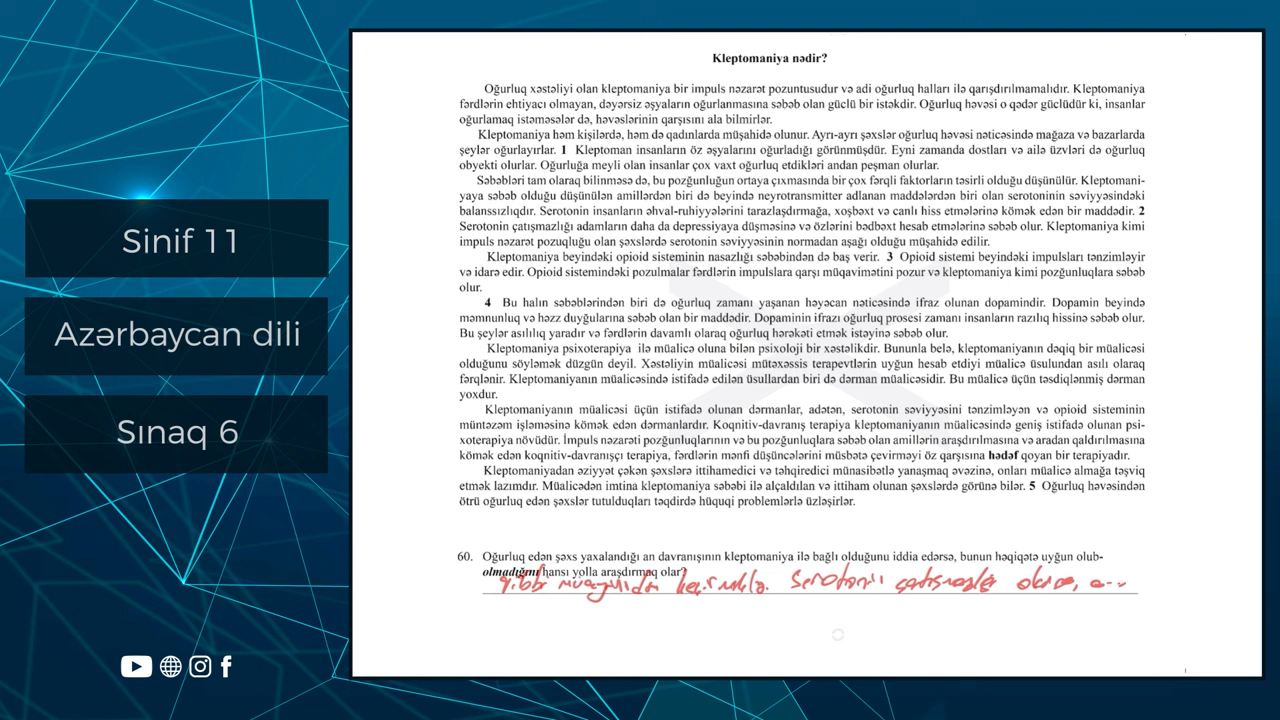 Sinif 11
Azərbaycan dili
Sınaq 6
Kleptomaniya nədir?
Oğurluq xəstəliyi olan kleptomaniya bir impuls nəzarət pozuntusudur və adi oğurluq halları ilə qarışdırılmamalıdır. Kleptomaniya
fərdlərin ehtiyacı olmayan, dəyərsiz əşyaların oğurlanmasına səbəb olan güclü bir istəkdir. Oğurluq həvəsi o qədər güclüdür ki, insanlar
oğurlamaq istəməsələr də, həvəslərinin qarşısını ala bilmirlər.
Kleptomaniya həm kişilərdə, həm də qadınlarda müşahidə olunur. Ayrı-ayrı şəxslər oğurluq həvəsi nəticəsində mağaza və bazarlarda
şeylər oğurlayırlar. 1 Kleptoman insanların öz əşyalarını oğurladığı görünmüşdür. Eyni zamanda dostları və ailə üzvləri də oğurluq
obyekti olurlar. Oğurluğa meyli olan insanlar çox vaxt oğurluq etdikləri andan peşman olurlar.
Səbəbləri tam olaraq bilinməsə də, bu pozğunluğun ortaya çıxmasında bir çox fərqli faktorların təsirli olduğu düşünülür. Kleptomani-
yaya səbəb olduğu düşünülən amillərdən biri də beyində neyrotransmitter adlanan maddələrdən biri olan serotoninin səviyyəsindəki
balanssızlıqdır. Serotonin insanların əhval-ruhiyyələrini tarazlaşdırmağa, xoşbəxt və canlı hiss etmələrinə kömək edən bir maddədir. 2
Serotonin çatışmazlığı adamların daha da depressiyaya düşməsinə və özlərini bədbəxt hesab etmələrinə səbəb olur. Kleptomaniya kimi
impuls nəzarət pozuqluğu olan şəxslərdə serotonin səviyyəsinin normadan aşağı olduğu müşahidə edilir.
Kleptomaniya beyindəki opioid sisteminin nasazlığı səbəbindən də baş verir. 3 Opioid sistemi beyindəki impulsları tənzimləyir
və idarə edir. Opioid sistemindəki pozulmalar fərdlərin impulslara qarşı müqavimətini pozur və kleptomaniya kimi pozğunluqlara səbəb
olur.
4 Bu halın səbəblərindən biri də oğurluq zamanı yaşanan həyəcan nəticəsində ifraz olunan dopamindir. Dopamin beyində
məmnunluq və həzz duyğularına səbəb olan bir maddədir. Dopaminin ifrazı oğurluq prosesi zamanı insanların razılıq hissinə səbəb olur.
Bu şeylər asılılıq yaradır və fərdlərin davamlı olaraq oğurluq hərəkəti etmək istəyinə səbəb olur.
Kleptomaniya psixoterapiya ilə müalicə oluna bilən psixoloji bir xəstəlikdir. Bununla belə, kleptomaniyanın dəqiq bir müalicəsi
olduğunu söyləmək düzgün deyil. Xəstəliyin müalicəsi mütəxəssis terapevtlərin uyğun hesab etdiyi müalicə üsulundan asılı olaraq
fərqlənir. Kleptomaniyanın müalicəsində istifadə edilən üsullardan biri də dərman müalicəsidir. Bu müalicə üçün təsdiqlənmiş dərman
yoxdur.
Kleptomaniyanın müalicəsi üçün istifadə olunan dərmanlar, adətən, serotonin səviyyəsini tənzimləyən və opioid sisteminin
müntəzəm işləməsinə kömək edən dərmanlardır. Koqnitiv-davranış terapiya kleptomaniyanın müalicəsində geniş istifadə olunan psi-
xoterapiya növüdür. İmpuls nəzarəti pozğunluqlarının və bu pozğunluqlara səbəb olan amillərin araşdırılmasına və aradan qaldırılmasına
kömək edən koqnitiv-davranışçı terapiya, fərdlərin mənfi düşüncələrini müsbətə çevirməyi öz qarşısına hədəf qoyan bir terapiyadır.
Kleptomaniyadan əziyyət çəkən şəxslərə ittihamedici və təhqiredici münasibətlə yanaşmaq əvəzinə, onları müalicə almağa təşviq
etmək lazımdır. Müalicədən imtina kleptomaniya səbəbi ilə alçaldılan və ittiham olunan şəxslərdə görünə bilər. 5 Oğurluq həvəsindən
ötrü oğurluq edən şəxslər tutulduqları təqdirdə hüquqi problemlərlə üzləşirlər.
60. Oğurluq edən şəxs yaxalandığı an davranışının kleptomaniya ilə bağlı olduğunu iddia edərsə, bunun həqiqətə uyğun olub-
olmadığını hansı yolla araşdırmaq olar?
Serotonin çatışmazlığı olarsa, o...